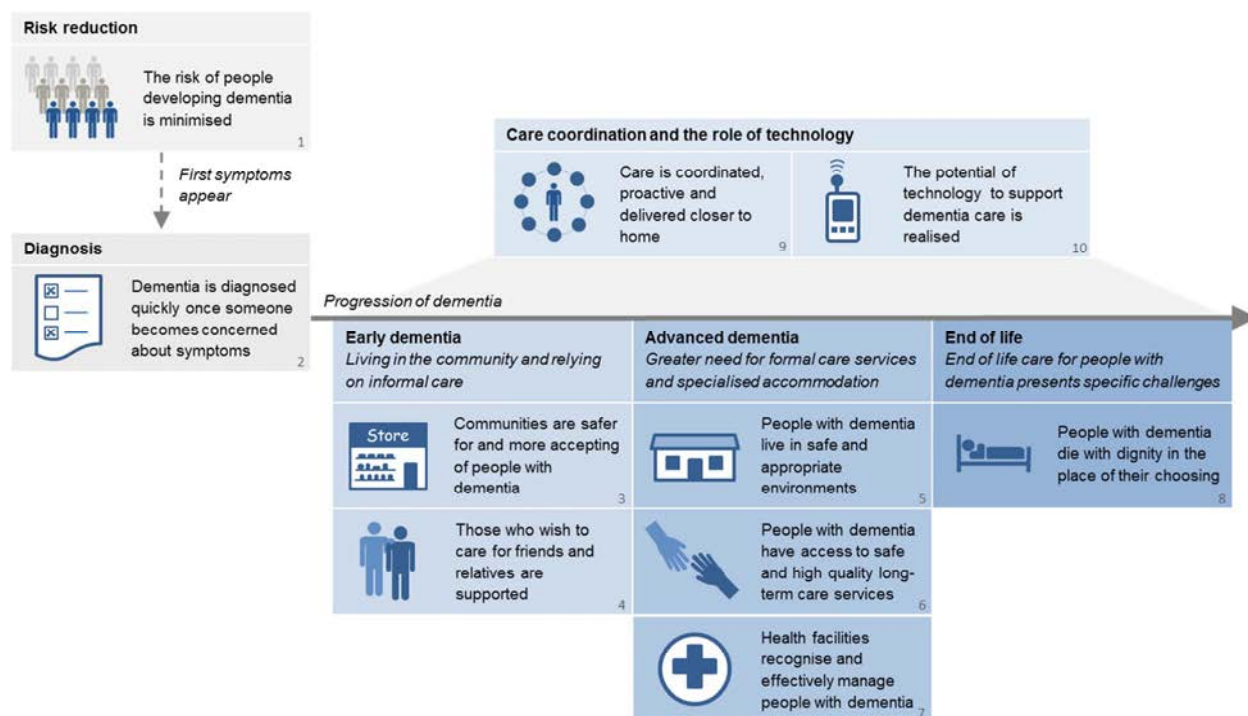 Risk reduction
The risk of people
developing dementia
is minimised
1
First symptoms
appear
Diagnosis
Dementia is diagnosed
quickly once someone
becomes concerned
about symptoms
2
Care coordination and the role of technology
Care is coordinated,
proactive and
delivered closer to
home
9
The potential of
technology to support
dementia care is
realised
10
Progression of dementia
Early dementia
Living in the community and relying
on informal care
Store
Communities are safer
for and more accepting
of people with
dementia
3
Those who wish to
care for friends and
relatives are
supported
4
Advanced dementia
Greater need for formal care services
and specialised accommodation
People with dementia
live in safe and
appropriate
environments
5
People with dementia
have access to safe
and high quality long-
term care services
6
Health facilities
recognise and
effectively manage
people with dementia
7
End of life
End of life care for people with
dementia presents specific challenges
People with dementia
die with dignity in the
place of their choosing
8